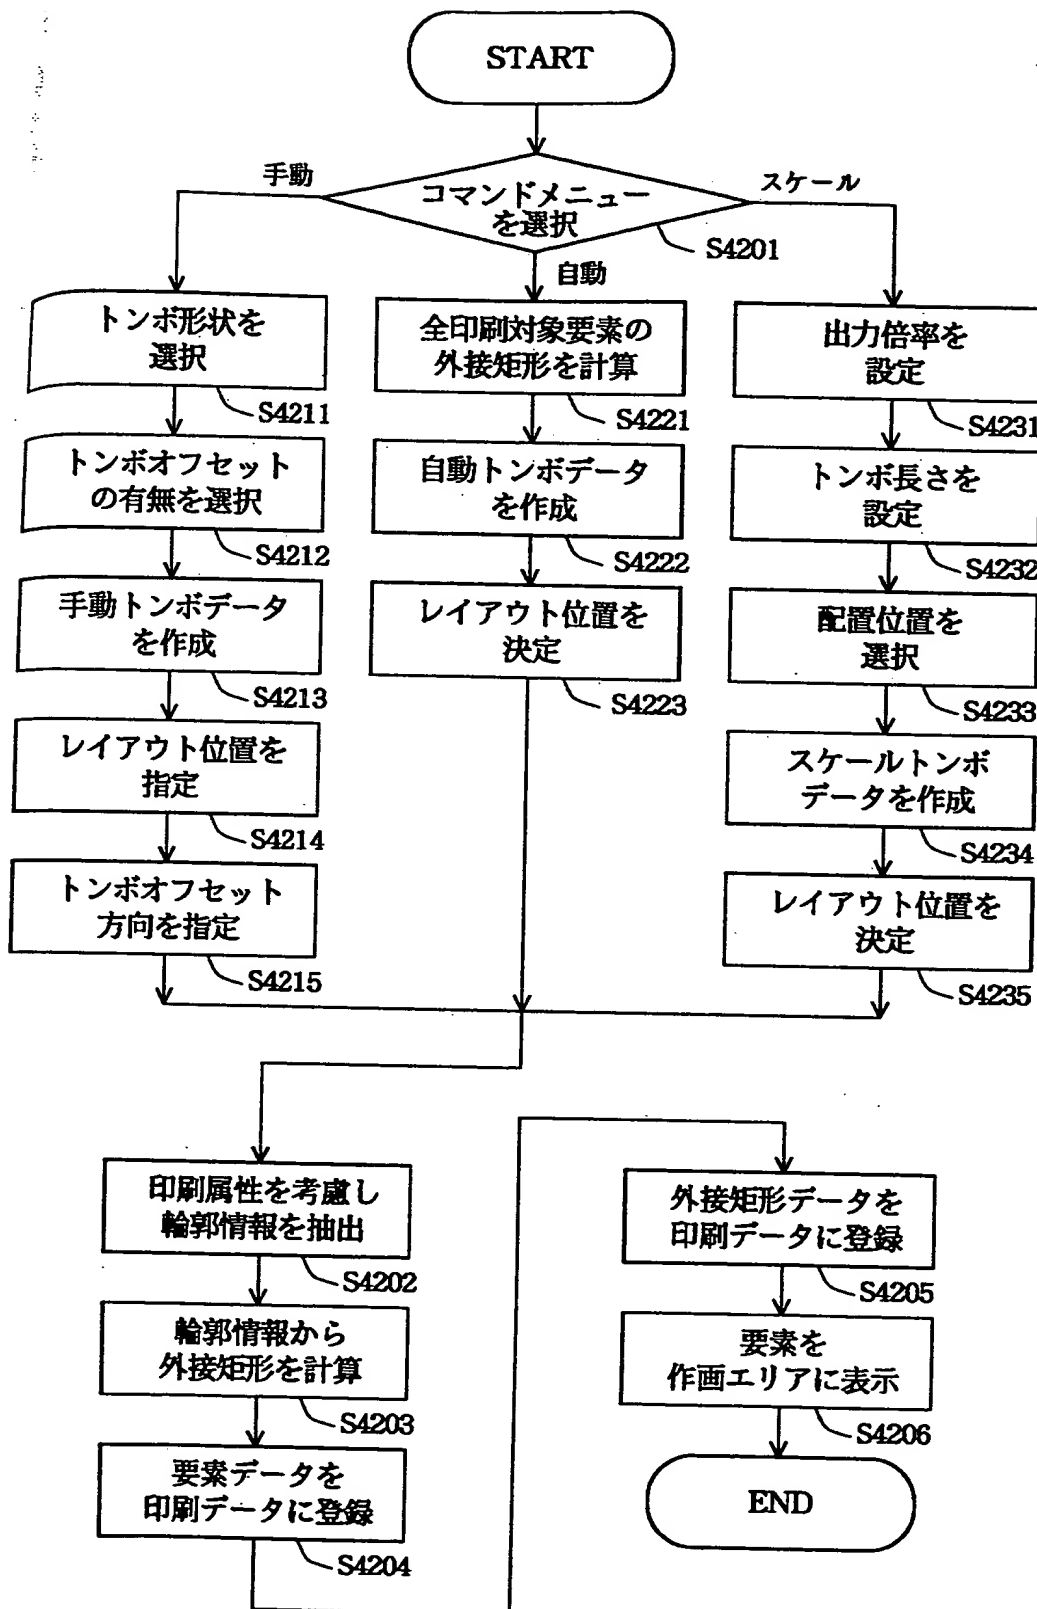 START
手動
スケール
コマンドメニュー
を選択
S4201
自動
トンボ形状を
選択
S4211
トンボオフセット
の有無を選択
S4212
手動トンボデータ
を作成
S4213
レイアウト位置を
指定
S4214
トンボオフセット
方向を指定
S4215
全印刷対象要素の
外接矩形を計算
S4221
自動トンボデータ
を作成
S4222
レイアウト位置を
決定
S4223
出力倍率を
設定
S4231
トンボ長さを
設定
S4232
配置位置を
選択
S4233
スケールトンボ
データを作成
S4234
レイアウト位置を
決定
S4235
印刷属性を考慮し
輪郭情報を抽出
S4202
輪郭情報から
外接矩形を計算
S4203
要素データを
印刷データに登録
S4204
外接矩形データを
印刷データに登録
S4205
要素を
作画エリアに表示
S4206
END